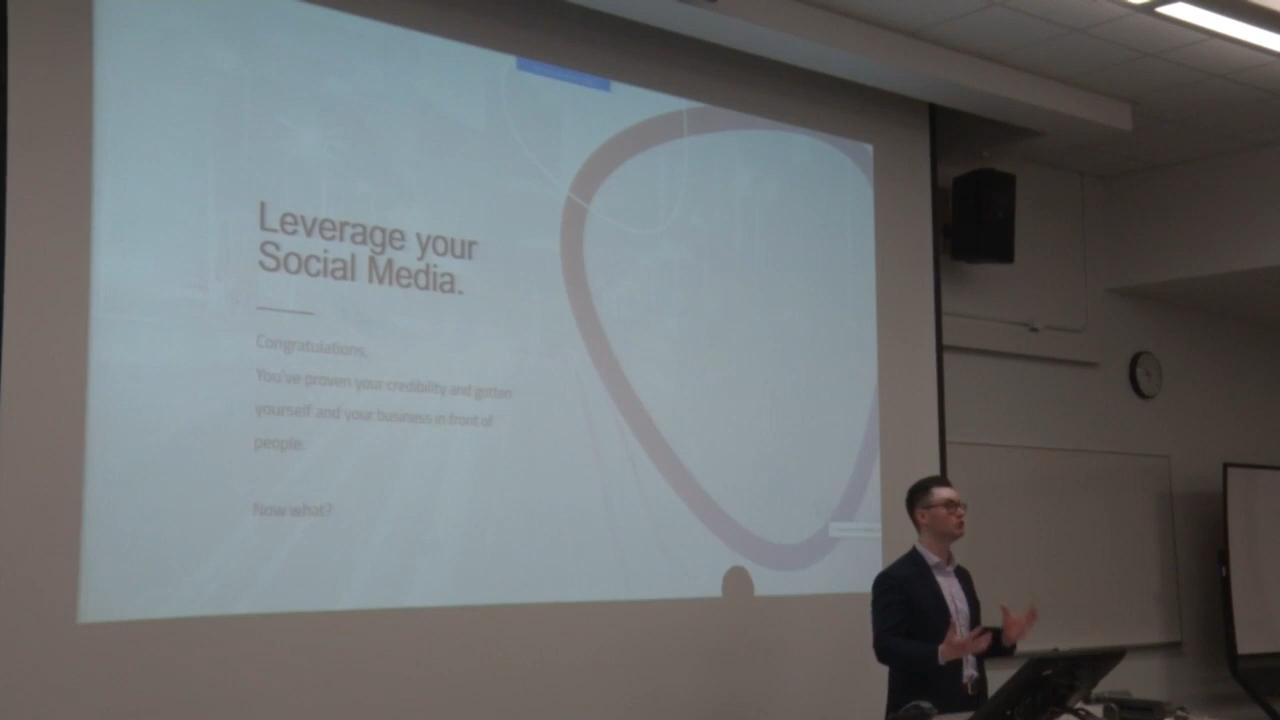 Leverage your
Social Media.
Congratulations,
You've proven your credibility and gotten
yourself and your business in front of
people.
Now what?